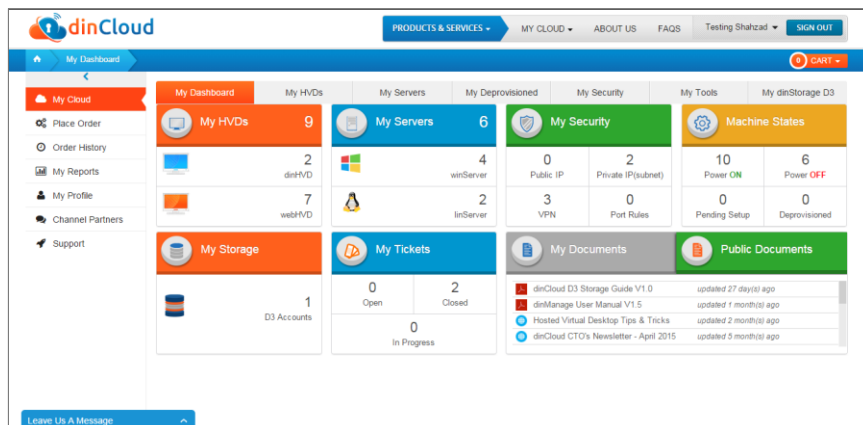 dinCloud
PRODUCTS & SERVICES
MY CLOUD
ABOUT US
FAQS
Testing Shahzad
SIGN OUT
My Dashboard
0 CART
My Cloud
Place Order
Order History
My Reports
My Profile
Channel Partners
Support
My Dashboard
My HVDs
My Servers
My Deprovisioned
My Security
My Tools
My dinStorage D3
My HVDs 9
2
dinHVD
7
webHVD
My Servers 6
4
winServer
2
linServer
My Security
0
Public IP
2
Private IP(subnet)
3
VPN
0
Port Rules
Machine States
10
Power ON
6
Power OFF
0
Pending Setup
0
Deprovisioned
My Storage
1
D3 Accounts
My Tickets
0
Open
2
Closed
0
In Progress
My Documents
Public Documents
dinCloud D3 Storage Guide V1.0 updated 27 day(s) ago
dinManage User Manual V1.5 updated 1 month(s) ago
Hosted Virtual Desktop Tips & Tricks updated 2 month(s) ago
dinCloud CTO's Newsletter - April 2015 updated 5 month(s) ago
Leave Us A Message